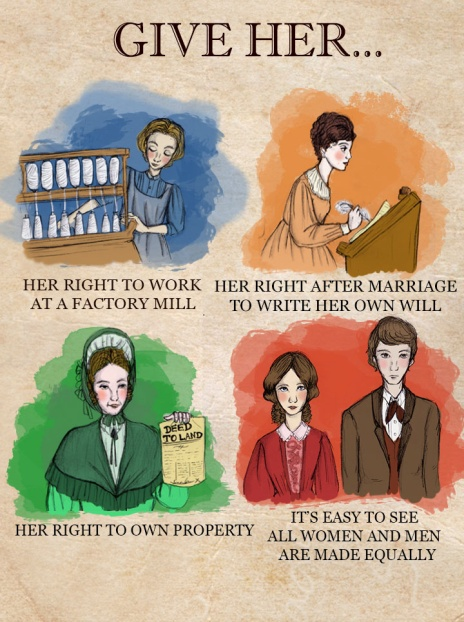 GIVE HER...
HER RIGHT TO WORK
AT A FACTORY MILL
HER RIGHT AFTER MARRIAGE
TO WRITE HER OWN WILL
DEED
TO LAND
HER RIGHT TO OWN PROPERTY
IT'S EASY TO SEE
ALL WOMEN AND MEN
ARE MADE EQUALLY